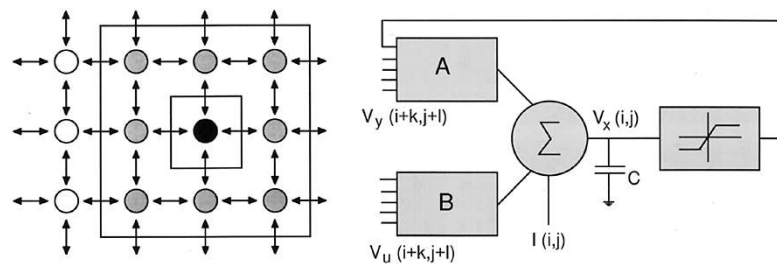 A
V_y (i+k,j+l)
Σ
V_x (i,j)
C
B
I (i,j)
V_u (i+k,j+l)